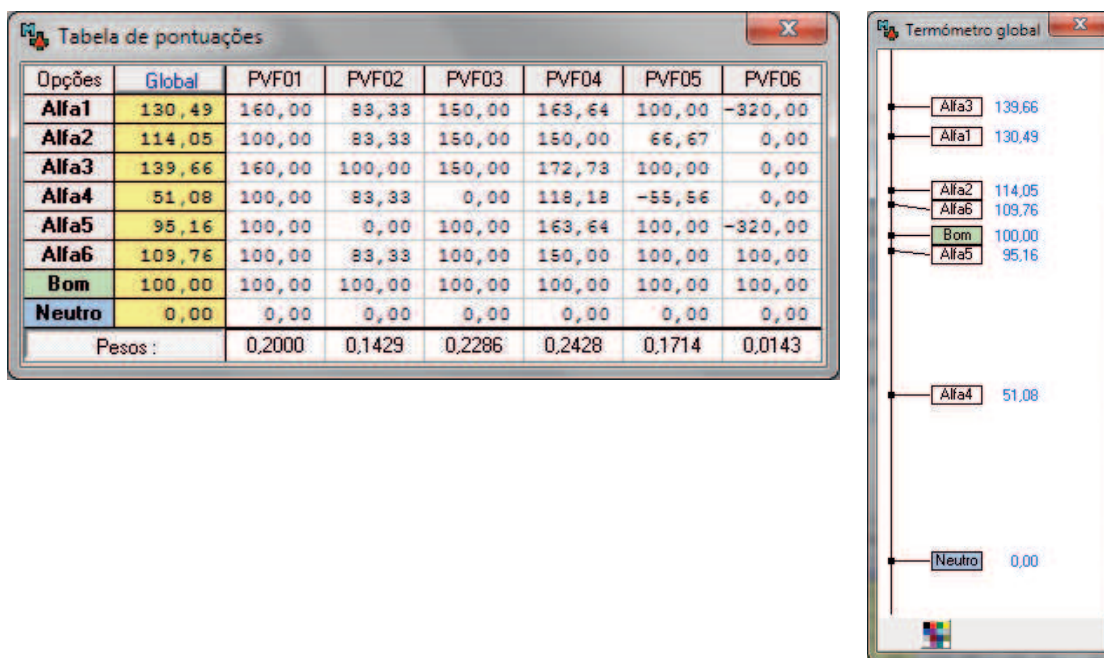 Tabela de pontuações
Opções Global PVF01 PVF02 PVF03 PVF04 PVF05 PVF06
Alfa1 130,49 160,00 83,33 150,00 163,64 100,00 -320,00
Alfa2 114,05 100,00 83,33 150,00 150,00 66,67 0,00
Alfa3 139,66 160,00 100,00 150,00 172,73 100,00 0,00
Alfa4 51,08 100,00 83,33 0,00 118,18 -55,56 0,00
Alfa5 95,16 100,00 0,00 100,00 163,64 100,00 -320,00
Alfa6 109,76 100,00 83,33 100,00 150,00 100,00 100,00
Bom 100,00 100,00 100,00 100,00 100,00 100,00 100,00
Neutro 0,00 0,00 0,00 0,00 0,00 0,00 0,00
Pesos : 0,2000 0,1429 0,2286 0,2428 0,1714 0,0143
Termómetro global
Alfa3 139,66
Alfa1 130,49
Alfa2 114,05
Alfa6 109,76
Bom 100,00
Alfa5 95,16
Alfa4 51,08
Neutro 0,00